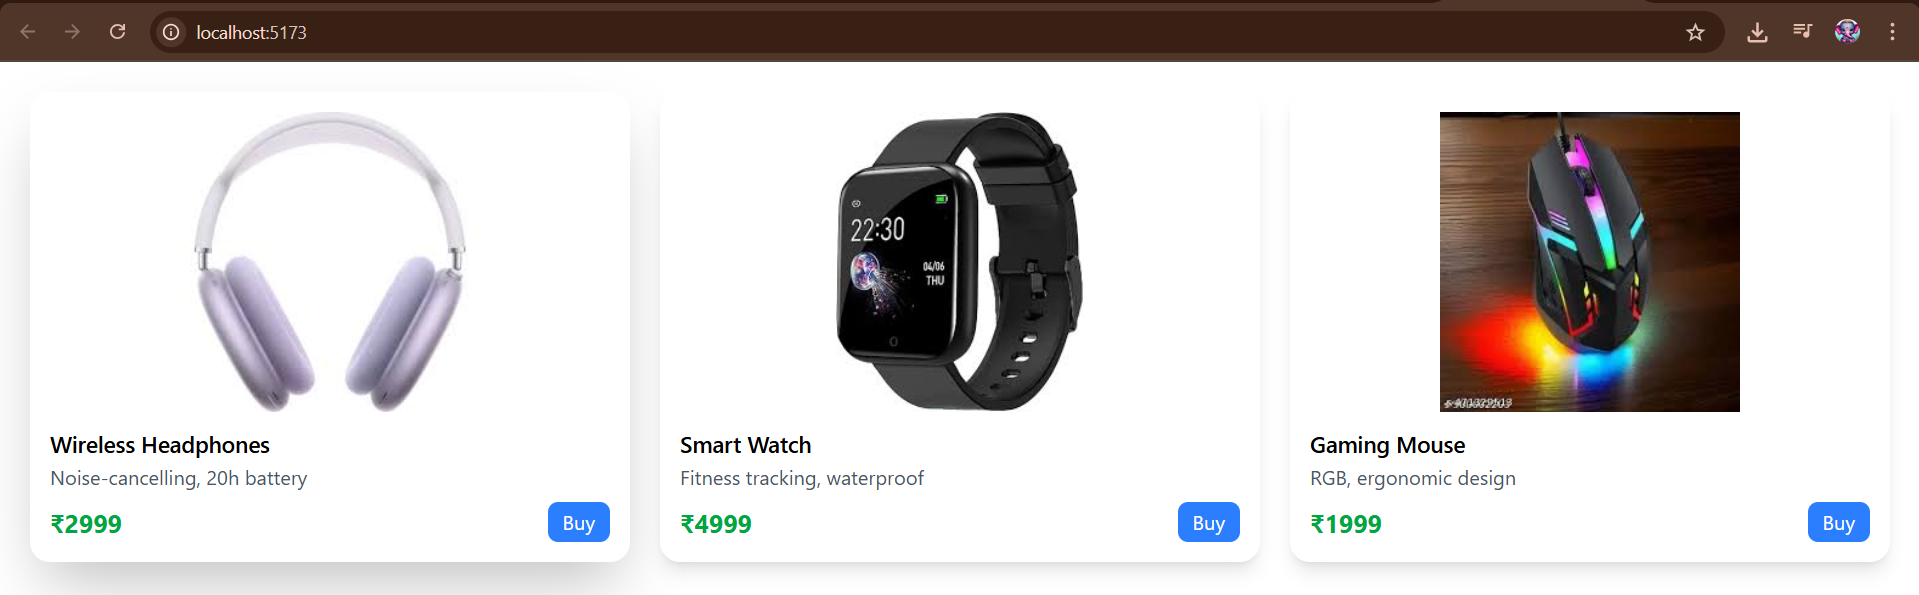 localhost:5173
22:30
04/06
THU
Wireless Headphones
Noise-cancelling, 20h battery
₹2999
Buy
Smart Watch
Fitness tracking, waterproof
₹4999
Buy
Gaming Mouse
RGB, ergonomic design
₹1999
Buy